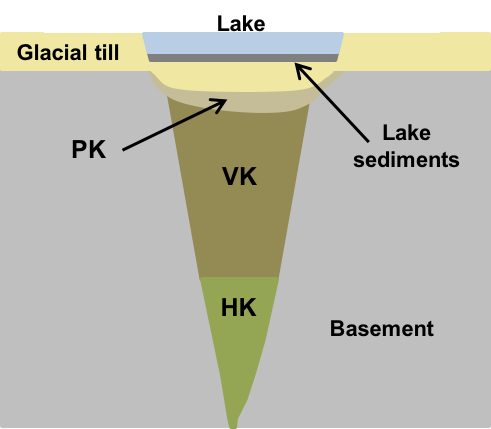 Lake
Glacial till
PK
Lake
sediments
VK
HK
Basement